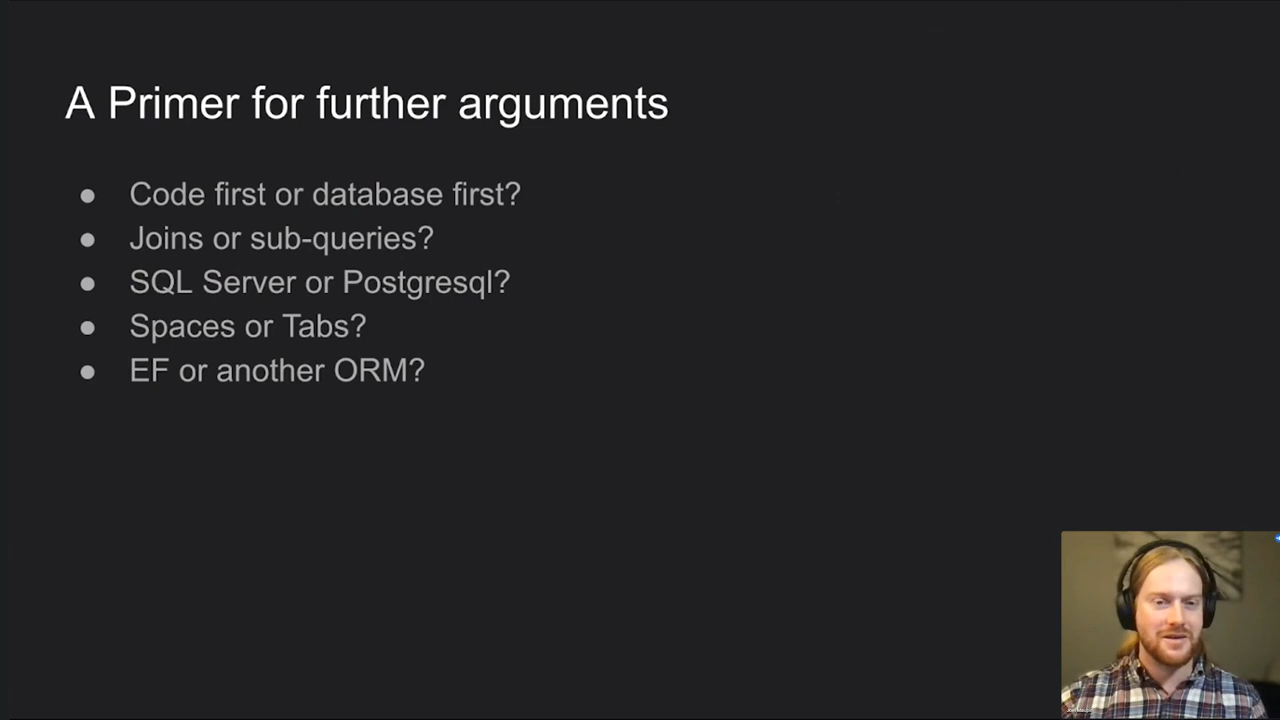 A Primer for further arguments
● Code first or database first?
● Joins or sub-queries?
● SQL Server or Postgresql?
● Spaces or Tabs?
● EF or another ORM?